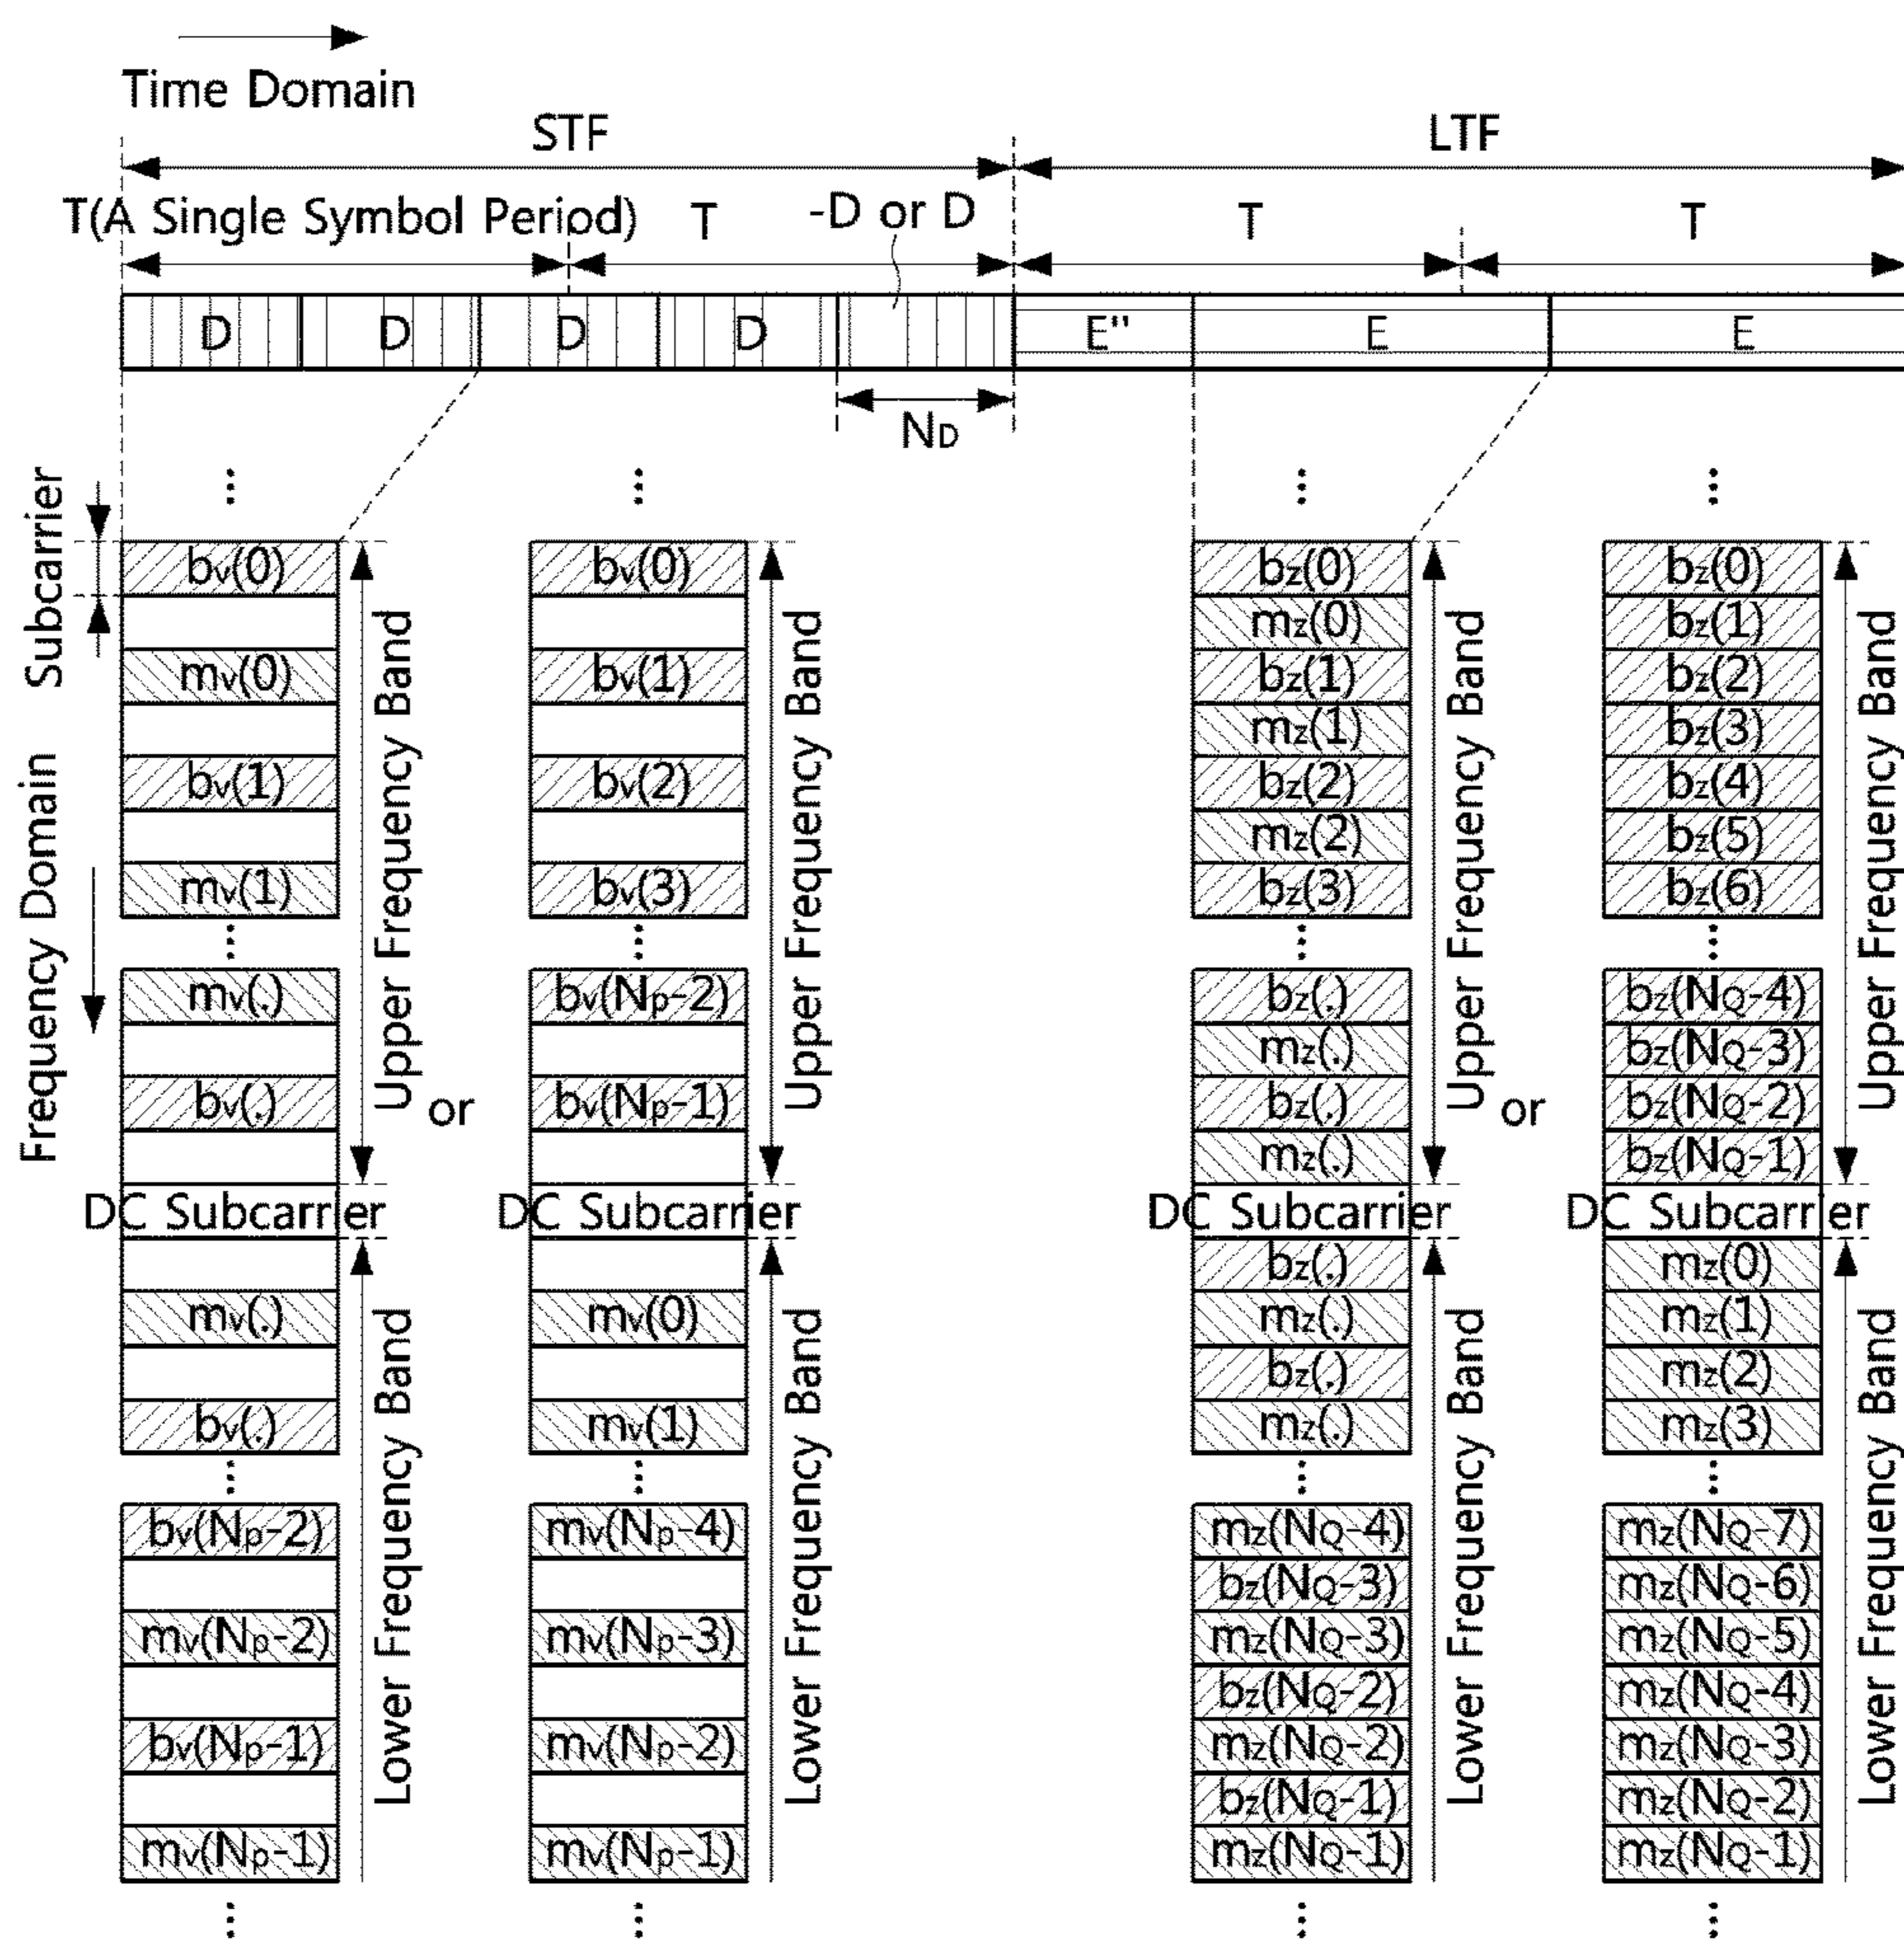 Time Domain
STF LTF
T(A Single Symbol Period) T -D or D T T
D D D D E" E E
ND
Subcarrier
Frequency Domain
...
bv(0)
mv(0)
bv(1)
mv(1)
...
mv(.)
bv(.)
DC Subcarrier
mv(.)
bv(.)
...
bv(Np-2)
mv(Np-2)
bv(Np-1)
mv(Np-1)
...
Upper Frequency Band
Lower Frequency Band
or
...
bv(0)
bv(1)
bv(2)
bv(3)
...
bv(Np-2)
bv(Np-1)
DC Subcarrier
mv(0)
mv(1)
...
mv(Np-4)
mv(Np-3)
mv(Np-2)
mv(Np-1)
...
Upper Frequency Band
Lower Frequency Band
...
bz(0)
mz(0)
bz(1)
mz(1)
bz(2)
mz(2)
bz(3)
...
bz(.)
mz(.)
bz(.)
mz(.)
DC Subcarrier
bz(.)
mz(.)
bz(.)
mz(.)
...
mz(NQ-4)
bz(NQ-3)
mz(NQ-3)
bz(NQ-2)
mz(NQ-2)
bz(NQ-1)
mz(NQ-1)
...
Upper Frequency Band
Lower Frequency Band
or
...
bz(0)
bz(1)
bz(2)
bz(3)
bz(4)
bz(5)
bz(6)
...
bz(NQ-4)
bz(NQ-3)
bz(NQ-2)
bz(NQ-1)
DC Subcarrier
mz(0)
mz(1)
mz(2)
mz(3)
...
mz(NQ-7)
mz(NQ-6)
mz(NQ-5)
mz(NQ-4)
mz(NQ-3)
mz(NQ-2)
mz(NQ-1)
...
Upper Frequency Band
Lower Frequency Band